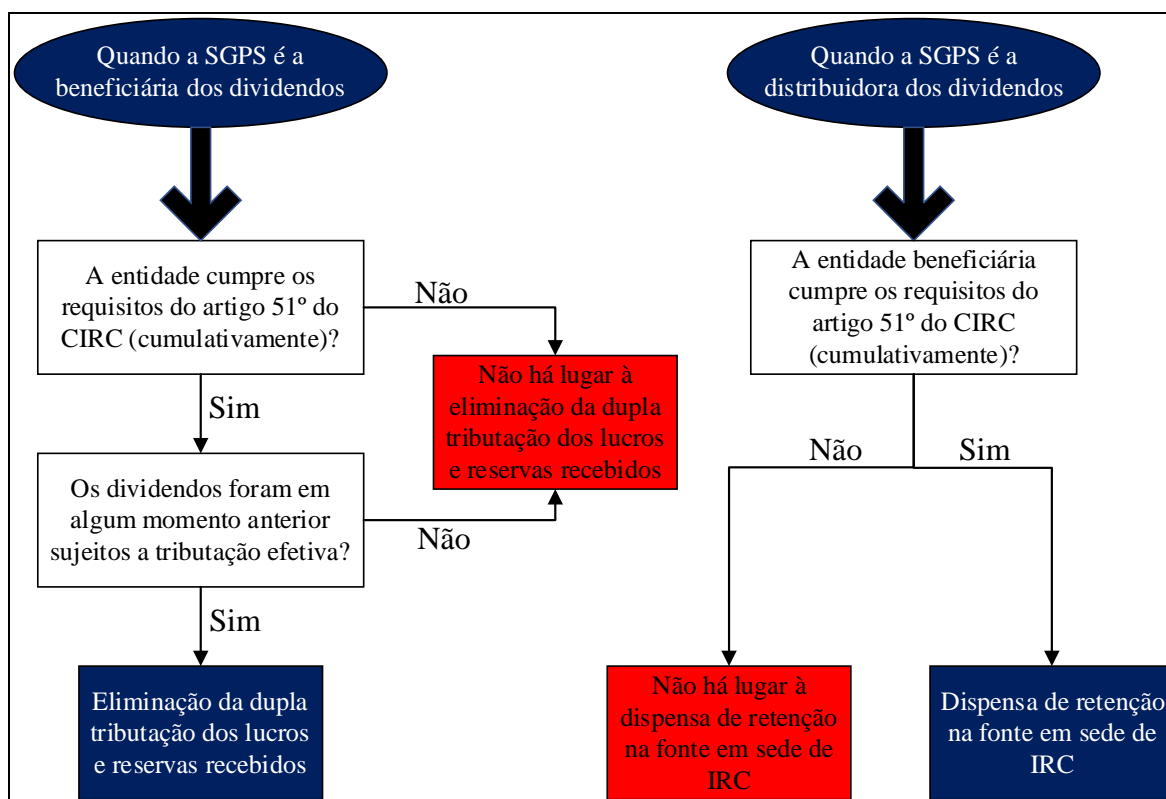 Quando a SGPS é a
beneficiária dos dividendos
A entidade cumpre os
requisitos do artigo 51º do
CIRC (cumulativamente)?
Não
Não há lugar à
eliminação da dupla
tributação dos lucros
e reservas recebidos
Sim
Os dividendos foram em
algum momento anterior
sujeitos a tributação efetiva?
Não
Sim
Eliminação da dupla
tributação dos lucros
e reservas recebidos
Quando a SGPS é a
distribuidora dos dividendos
A entidade beneficiária
cumpre os requisitos do
artigo 51º do CIRC
(cumulativamente)?
Não
Sim
Não há lugar à
dispensa de retenção
na fonte em sede de
IRC
Dispensa de retenção
na fonte em sede de
IRC